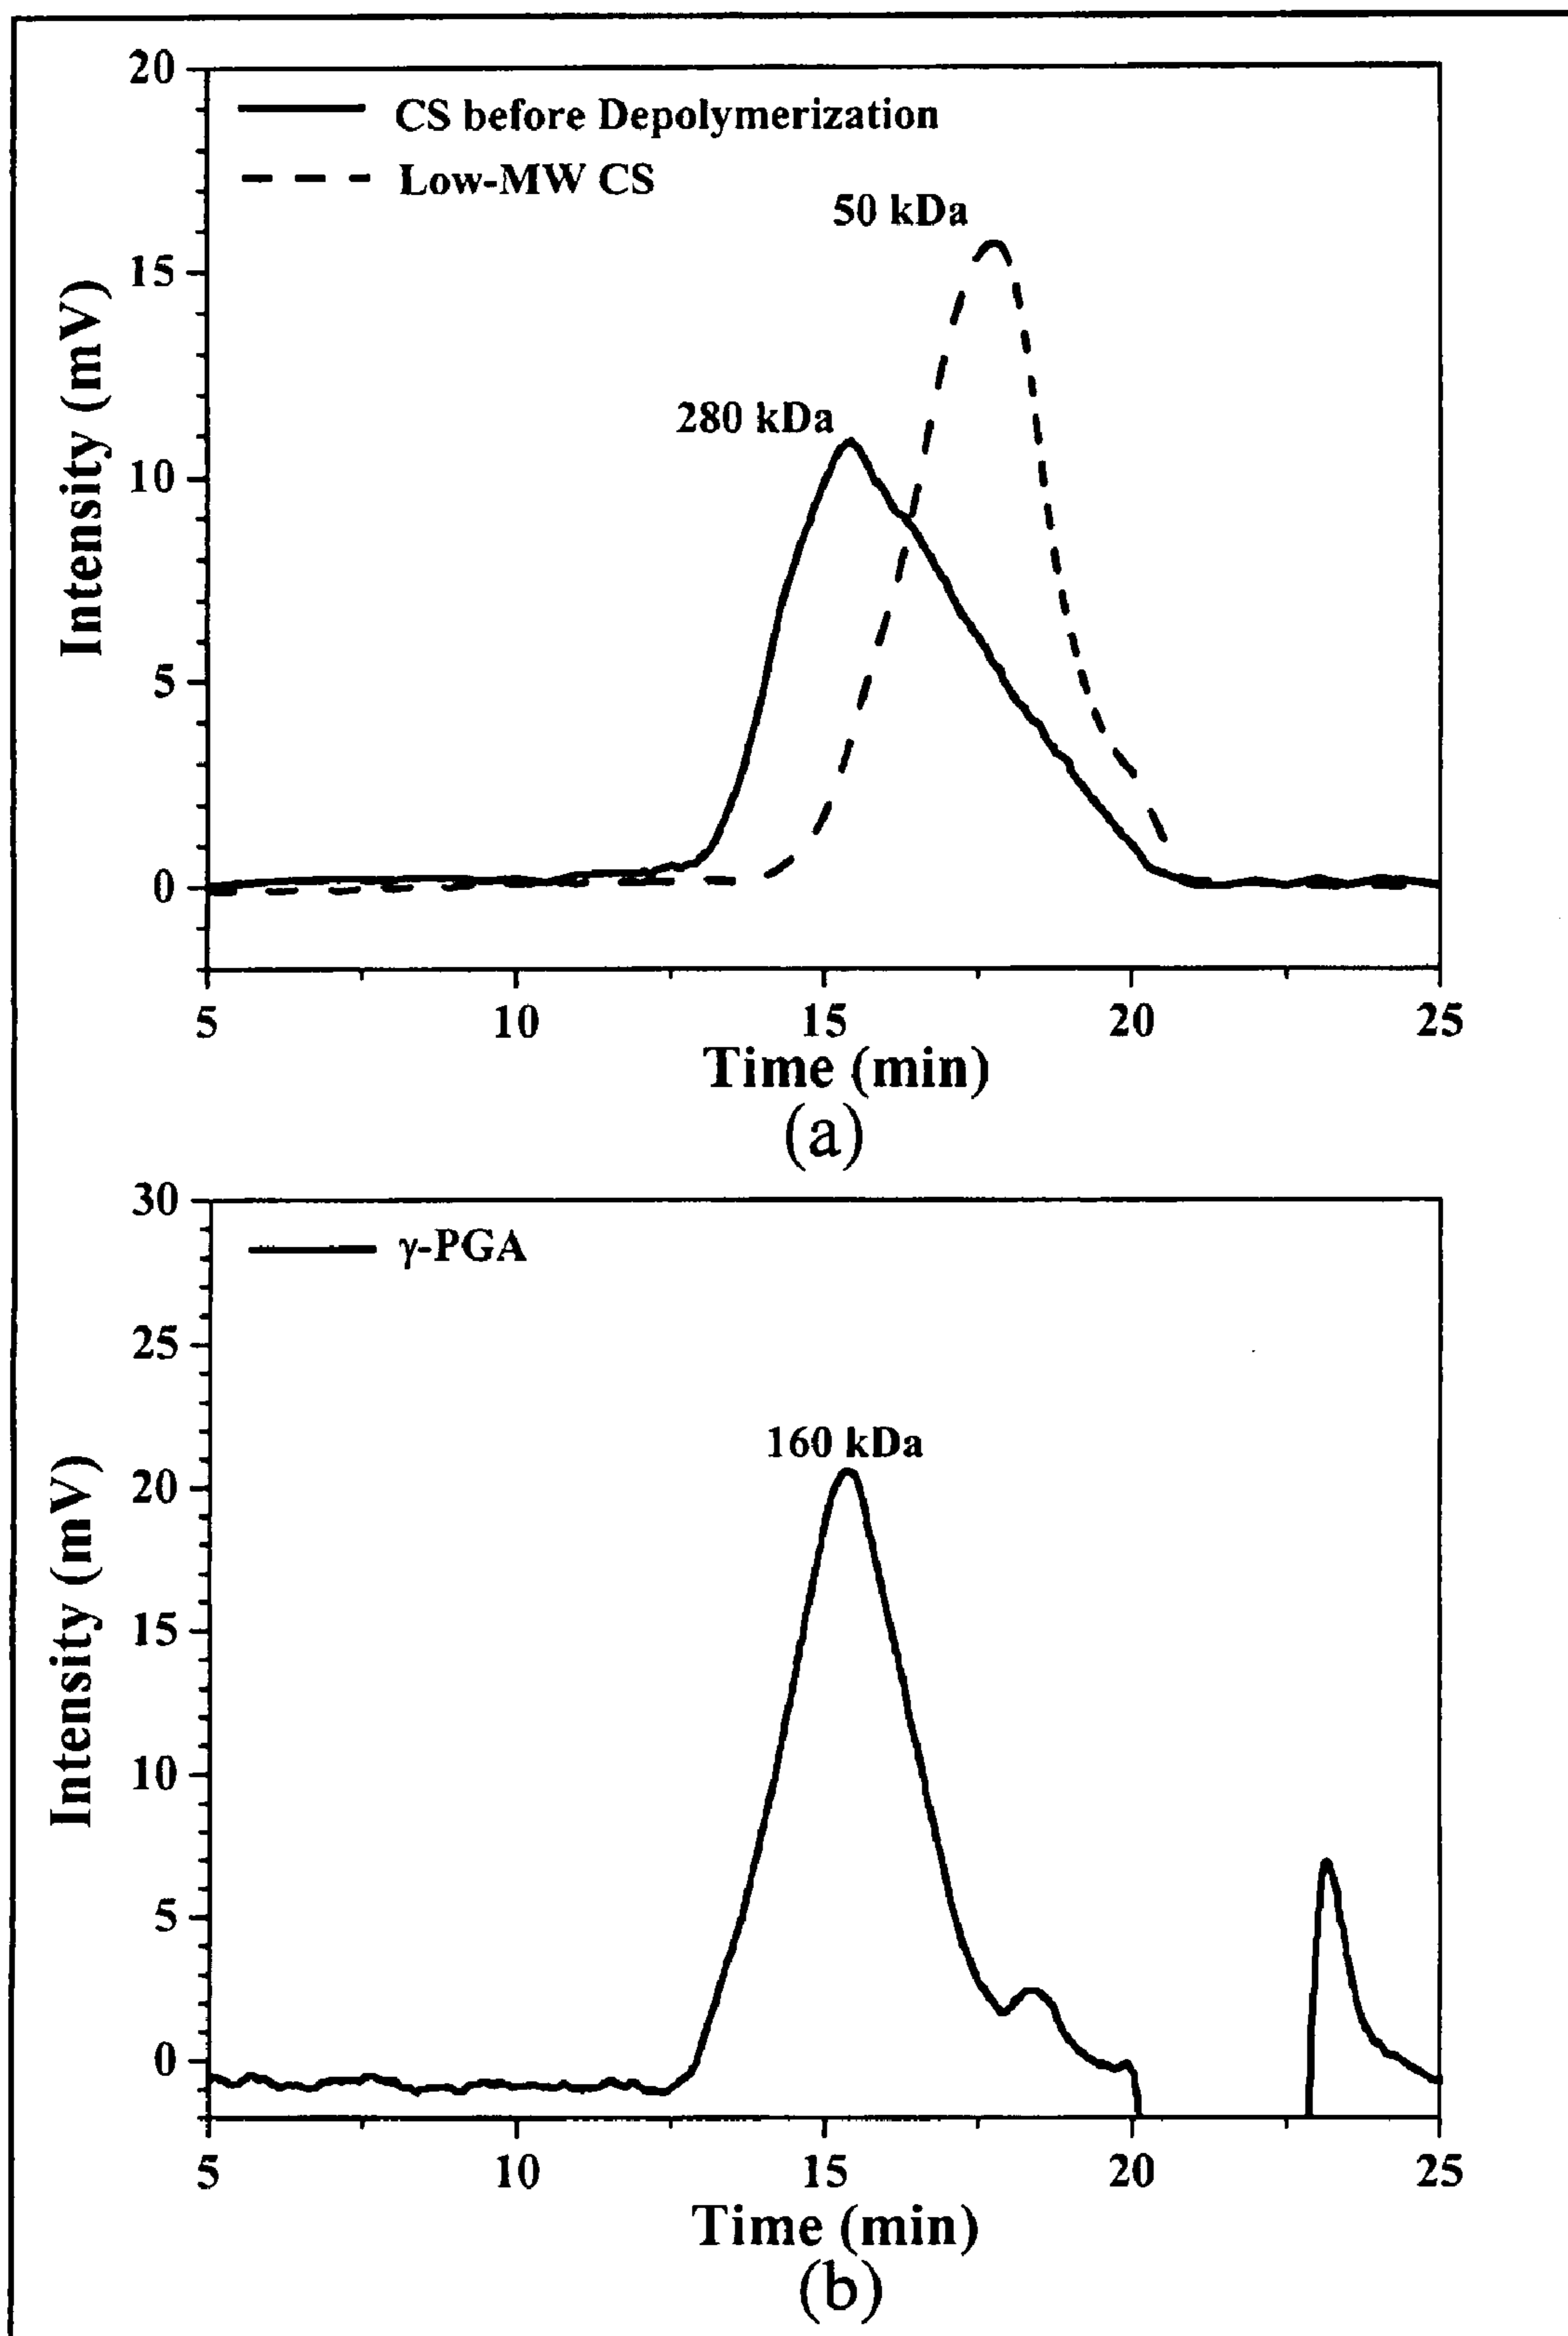 20
CS before Depolymerization
Low-MW CS
50 kDa
15
280 kDa
10
Intensity (mV)
5
0
5 10 15 20 25
Time (min)
(a)
30
γ-PGA
25
160 kDa
20
15
Intensity (mV)
10
5
0
5 10 15 20 25
Time (min)
(b)